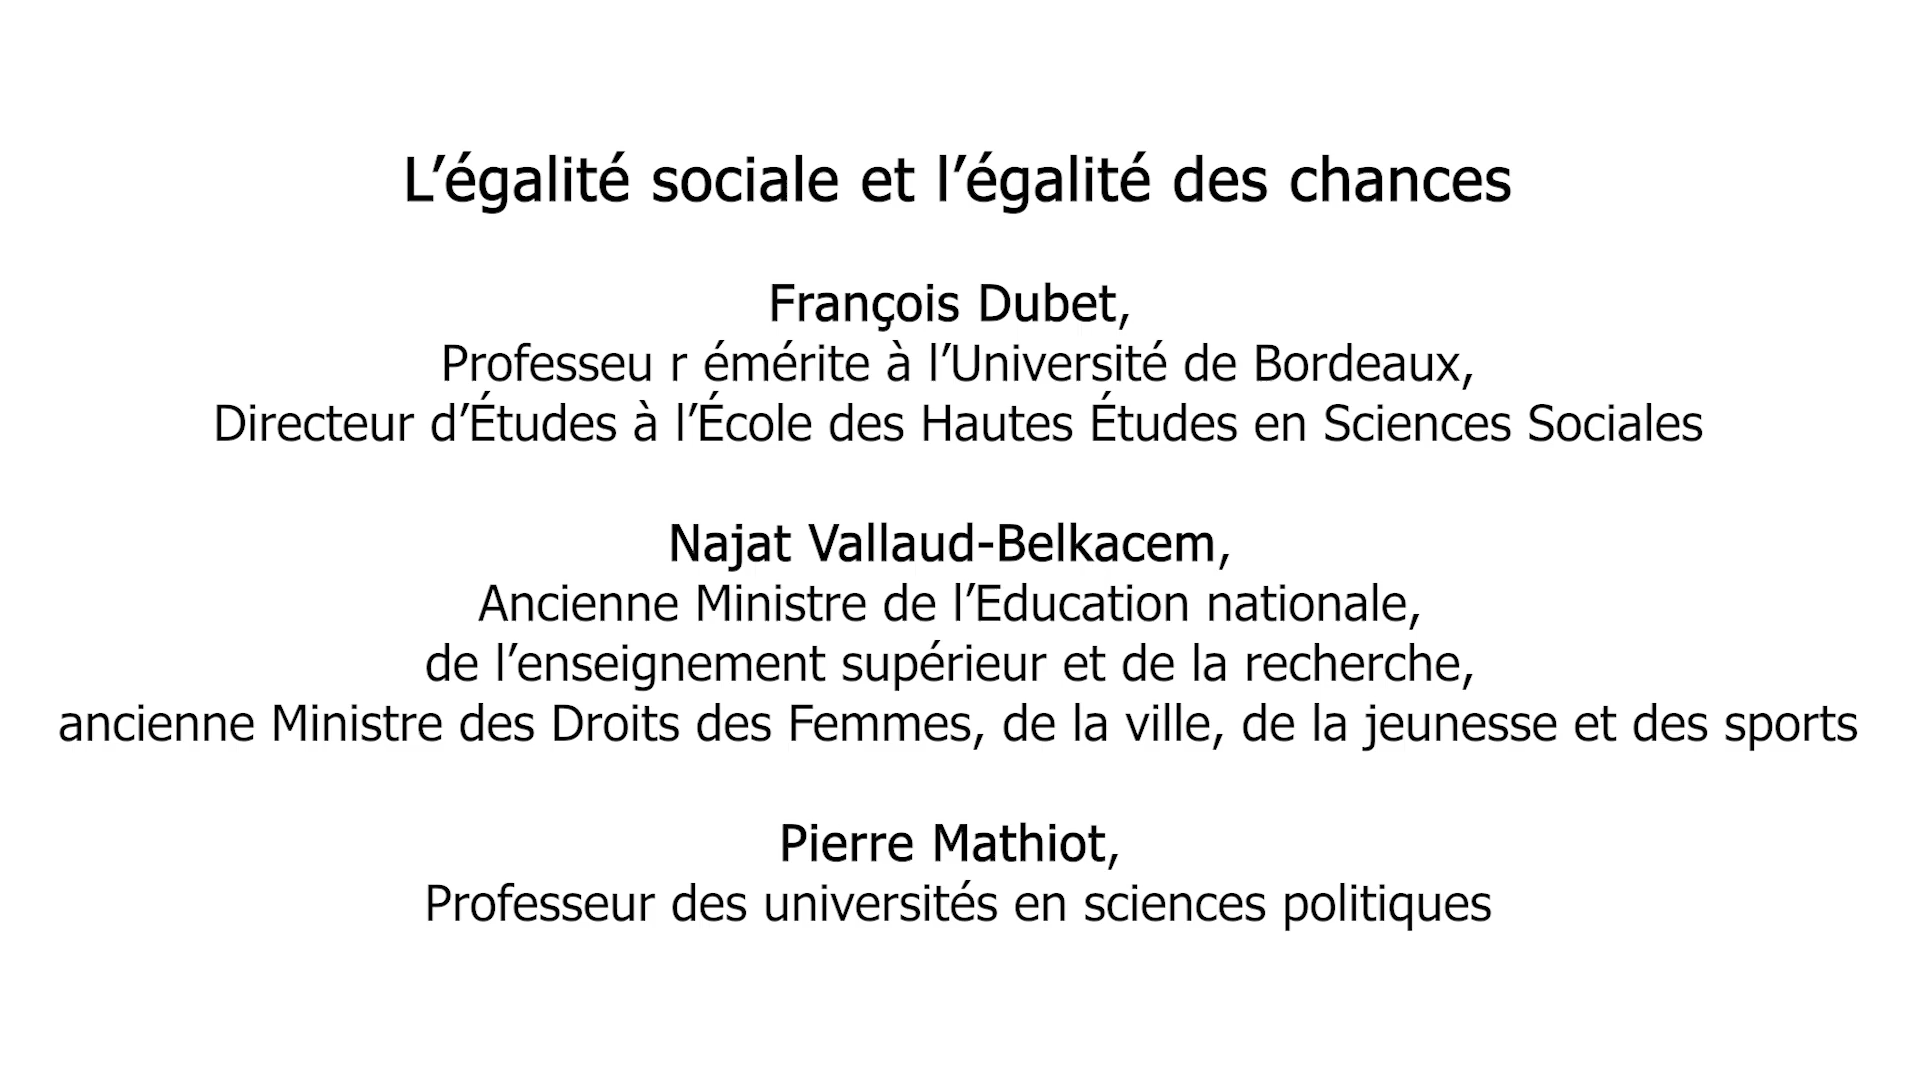 L’égalité sociale et l’égalité des chances
François Dubet,
Professeu r émérite à l’Université de Bordeaux,
Directeur d’Études à l’École des Hautes Études en Sciences Sociales
Najat Vallaud-Belkacem,
Ancienne Ministre de l’Education nationale,
de l’enseignement supérieur et de la recherche,
ancienne Ministre des Droits des Femmes, de la ville, de la jeunesse et des sports
Pierre Mathiot,
Professeur des universités en sciences politiques